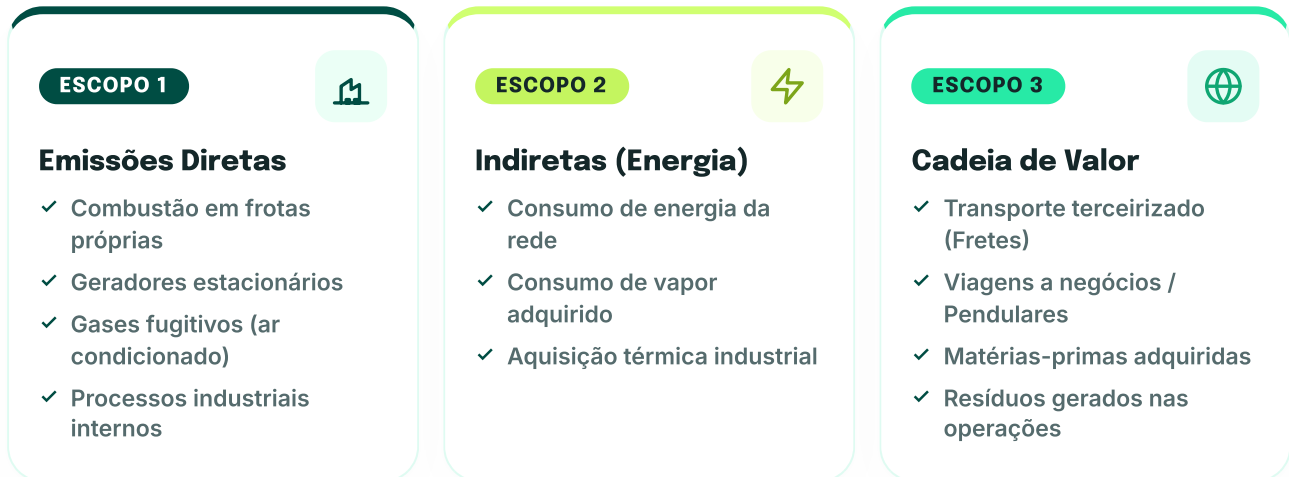 ESCOPO 1
Emissões Diretas
Combustão em frotas
próprias
Geradores estacionários
Gases fugitivos (ar
condicionado)
Processos industriais
internos
ESCOPO 2
Indiretas (Energia)
Consumo de energia da
rede
Consumo de vapor
adquirido
Aquisição térmica industrial
ESCOPO 3
Cadeia de Valor
Transporte terceirizado
(Fretes)
Viagens a negócios /
Pendulares
Matérias-primas adquiridas
Resíduos gerados nas
operações